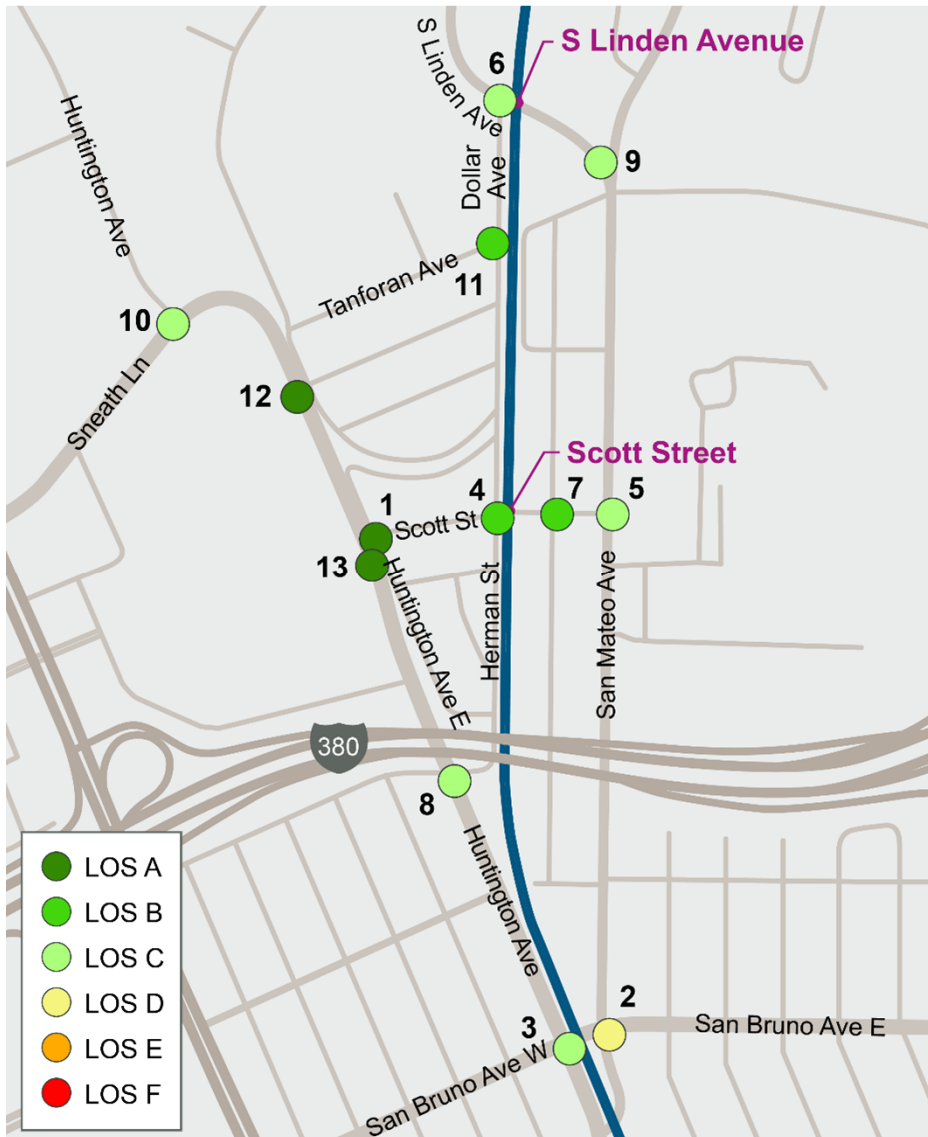 S Linden Avenue
S Linden Ave
6
Huntington Ave
9
Dollar
Ave
Tanforan Ave
11
10
Sneath Ln
12
Scott Street
1
Scott St
4
7
5
13
Huntington Ave E
Herman St
San Mateo Ave
380
8
Huntington Ave
LOS A
LOS B
LOS C
LOS D
LOS E
LOS F
2
San Bruno Ave E
3
San Bruno Ave W